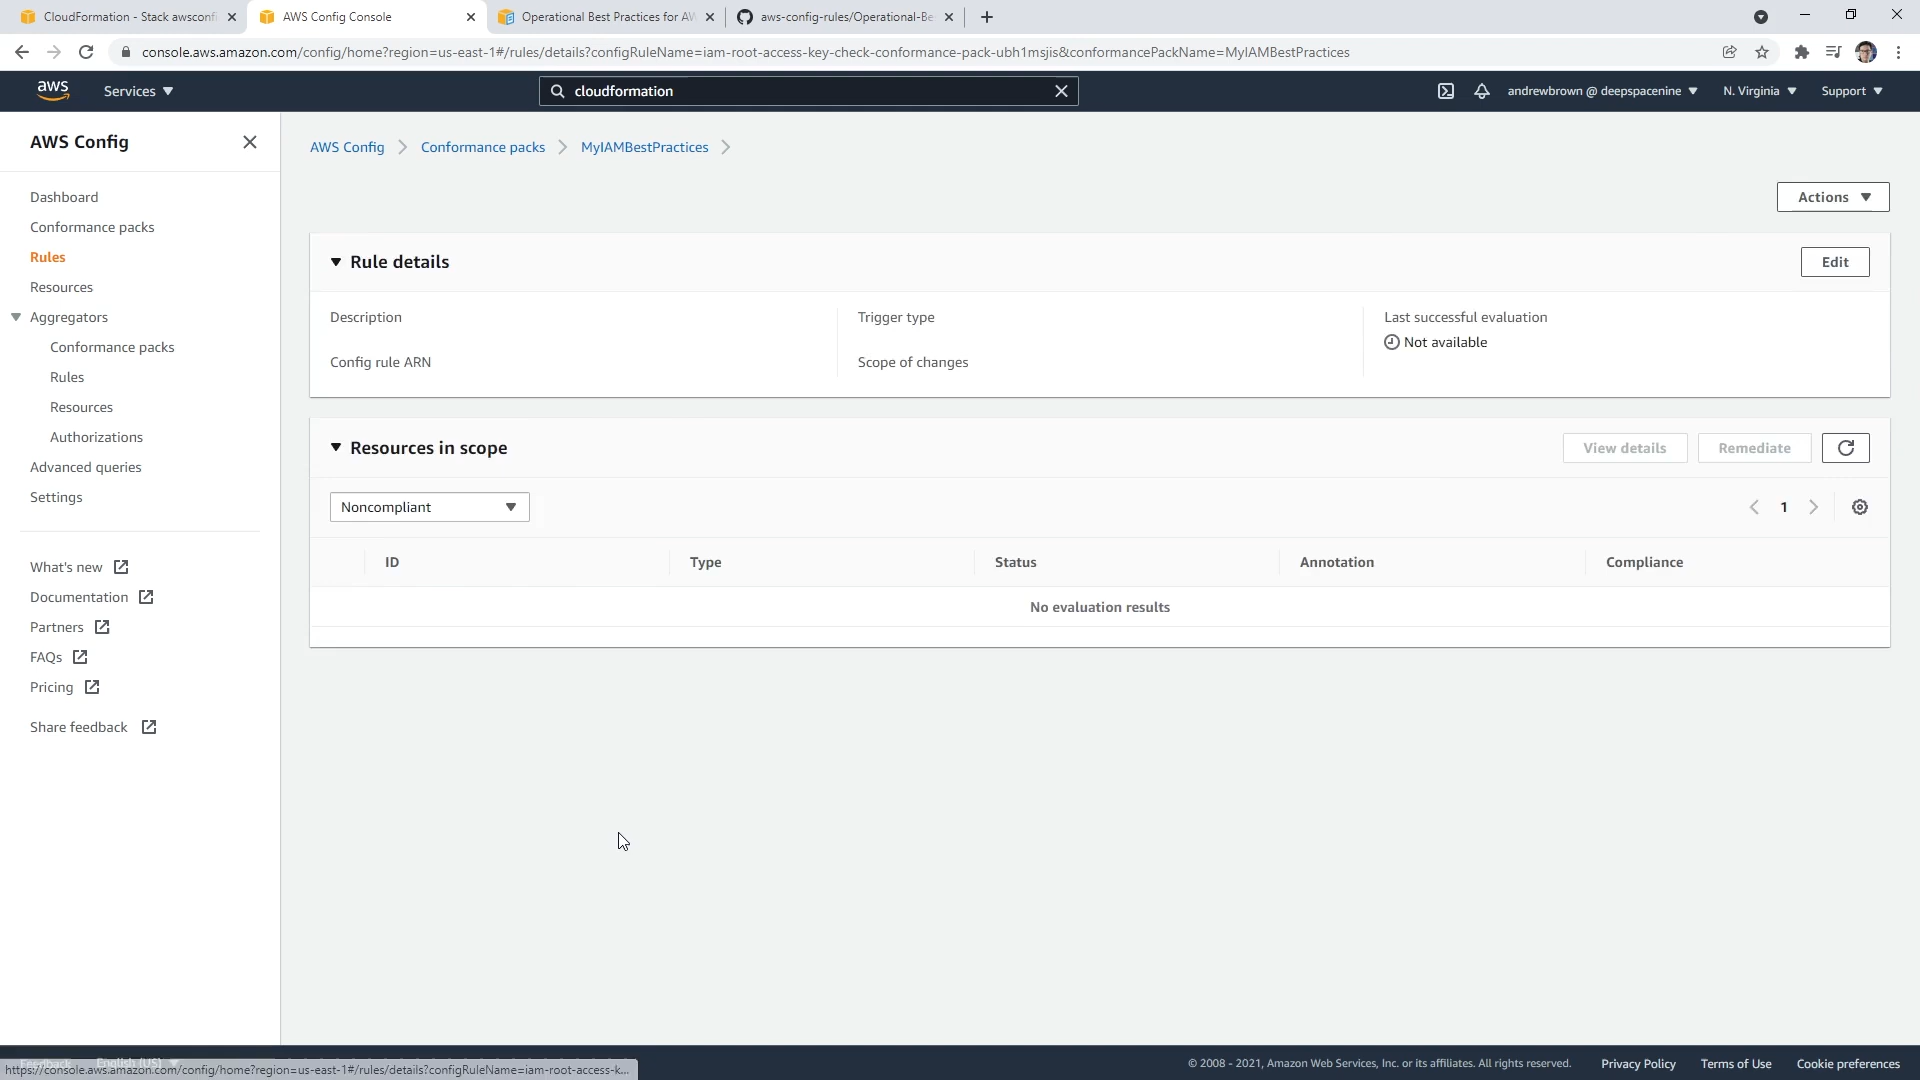 CloudFormation - Stack awsconfi
AWS Config Console
Operational Best Practices for AW
aws-config-rules/Operational-Be
console.aws.amazon.com/config/home?region=us-east-1#/rules/details?configRuleName=iam-root-access-key-check-conformance-pack-ubh1msjis&conformancePackName=MyIAMBestPractices
aws
Services
cloudformation
andrewbrown @ deepspacenine
N. Virginia
Support
AWS Config
Dashboard
Conformance packs
Rules
Resources
Aggregators
Conformance packs
Rules
Resources
Authorizations
Advanced queries
Settings
What's new
Documentation
Partners
FAQs
Pricing
Share feedback
AWS Config
Conformance packs
MyIAMBestPractices
Actions
Rule details
Edit
Description
Config rule ARN
Trigger type
Scope of changes
Last successful evaluation
Not available
Resources in scope
View details
Remediate
Noncompliant
1
ID
Type
Status
Annotation
Compliance
No evaluation results
Feedback
English (US)
© 2008 - 2021, Amazon Web Services, Inc. or its affiliates. All rights reserved.
Privacy Policy
Terms of Use
Cookie preferences
https://console.aws.amazon.com/config/home?region=us-east-1#/rules/details?configRuleName=iam-root-access-k...